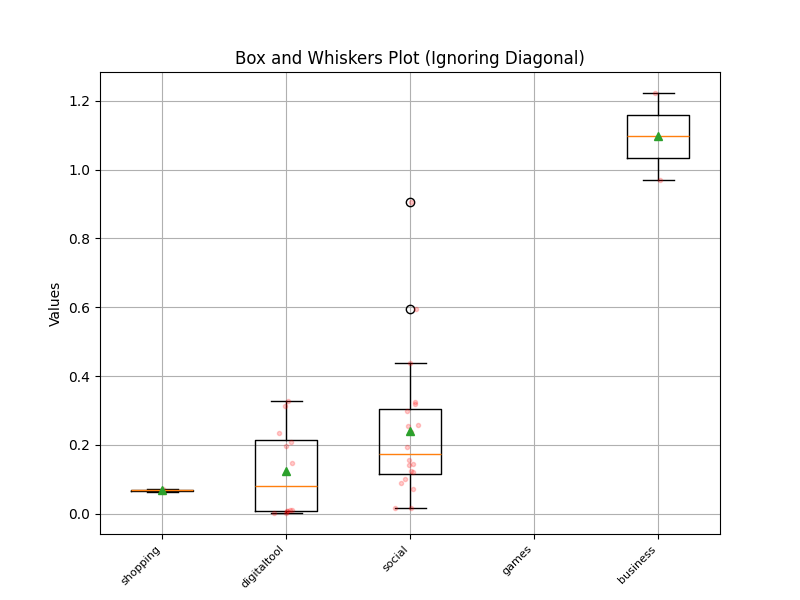 Box and Whiskers Plot (Ignoring Diagonal)
Values
1.2
1.0
0.8
0.6
0.4
0.2
0.0
shopping
digitaltool
social
games
business